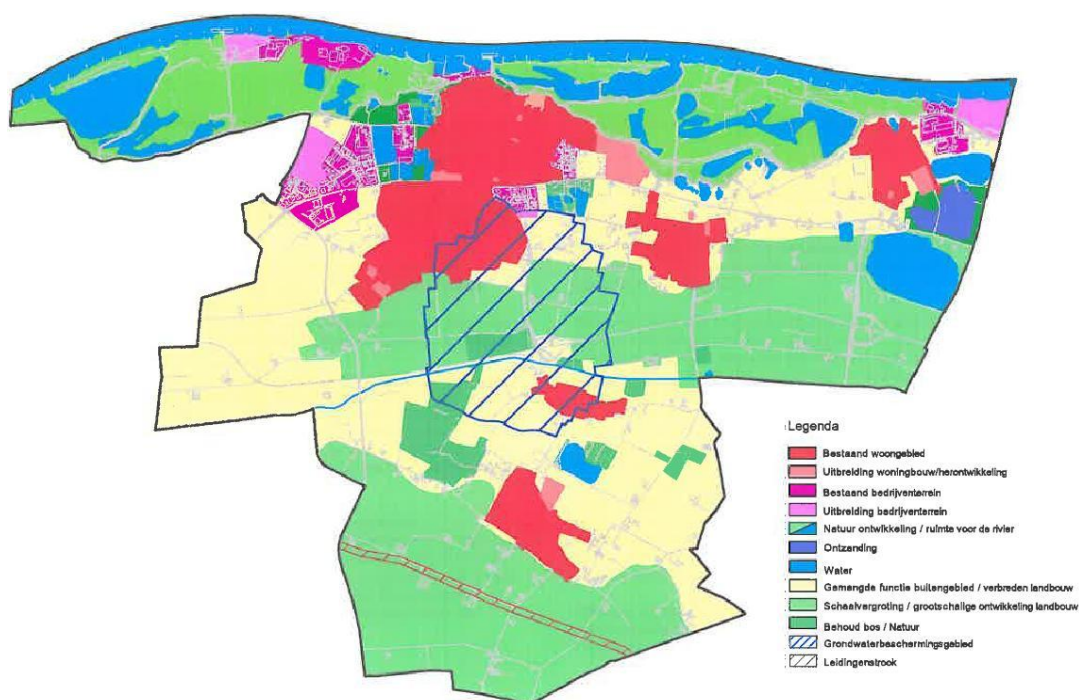 Legenda
Bestaand woongebied
Uitbreiding woningbouw/herontwikkeling
Bestaand bedrijventerrein
Uitbreiding bedrijventerrein
Natuur ontwikkeling / ruimte voor de rivier
Ontzanding
Water
Gemengde functie buitengebied / verbreden landbouw
Schaalvergroting / grootschalige ontwikkeling landbouw
Behoud bos / Natuur
Grondwaterbeschermingsgebied
Leidingenstrook